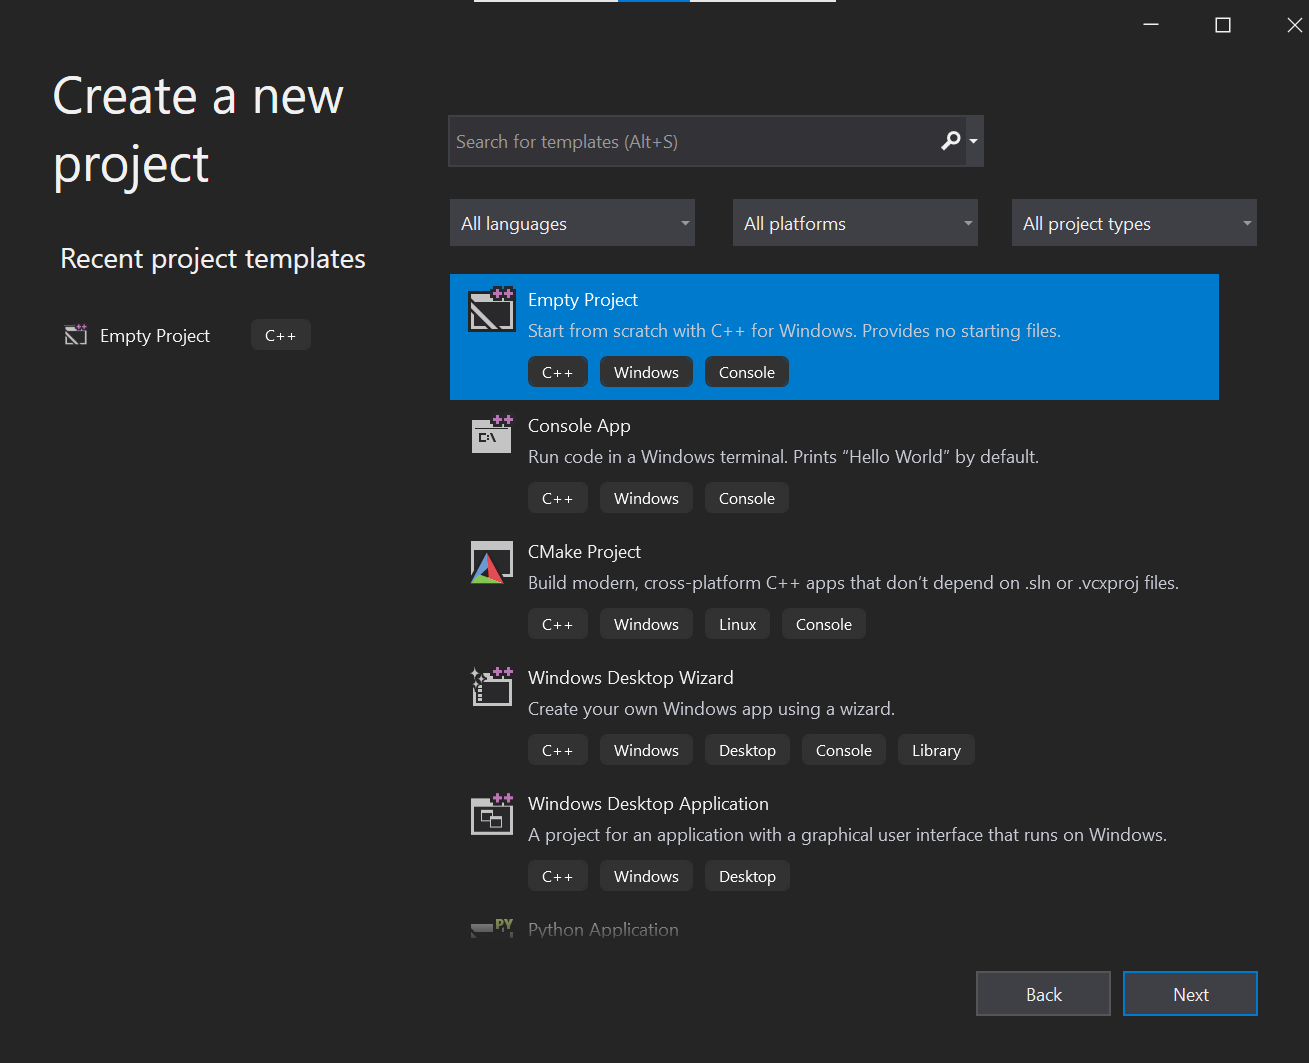 Create a new
project
Search for templates (Alt+S)
All languages
All platforms
All project types
Recent project templates
Empty Project
C++
Empty Project
Start from scratch with C++ for Windows. Provides no starting files.
C++
Windows
Console
Console App
C:\
Run code in a Windows terminal. Prints “Hello World” by default.
C++
Windows
Console
CMake Project
Build modern, cross-platform C++ apps that don’t depend on .sln or .vcxproj files.
C++
Windows
Linux
Console
Windows Desktop Wizard
Create your own Windows app using a wizard.
C++
Windows
Desktop
Console
Library
Windows Desktop Application
A project for an application with a graphical user interface that runs on Windows.
C++
Windows
Desktop
PY
Python Application
Back
Next